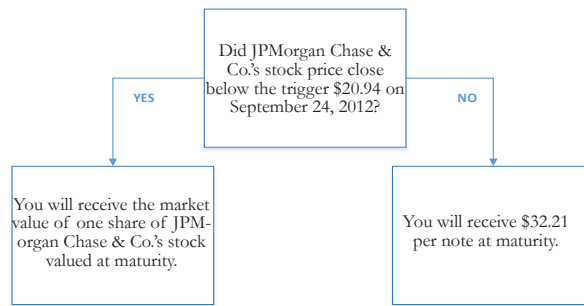 Did JPMorgan Chase &
Co.'s stock price close
below the trigger $20.94 on
September 24, 2012?
YES
NO
You will receive the market
value of one share of JPM-
organ Chase & Co.'s stock
valued at maturity.
You will receive $32.21
per note at maturity.